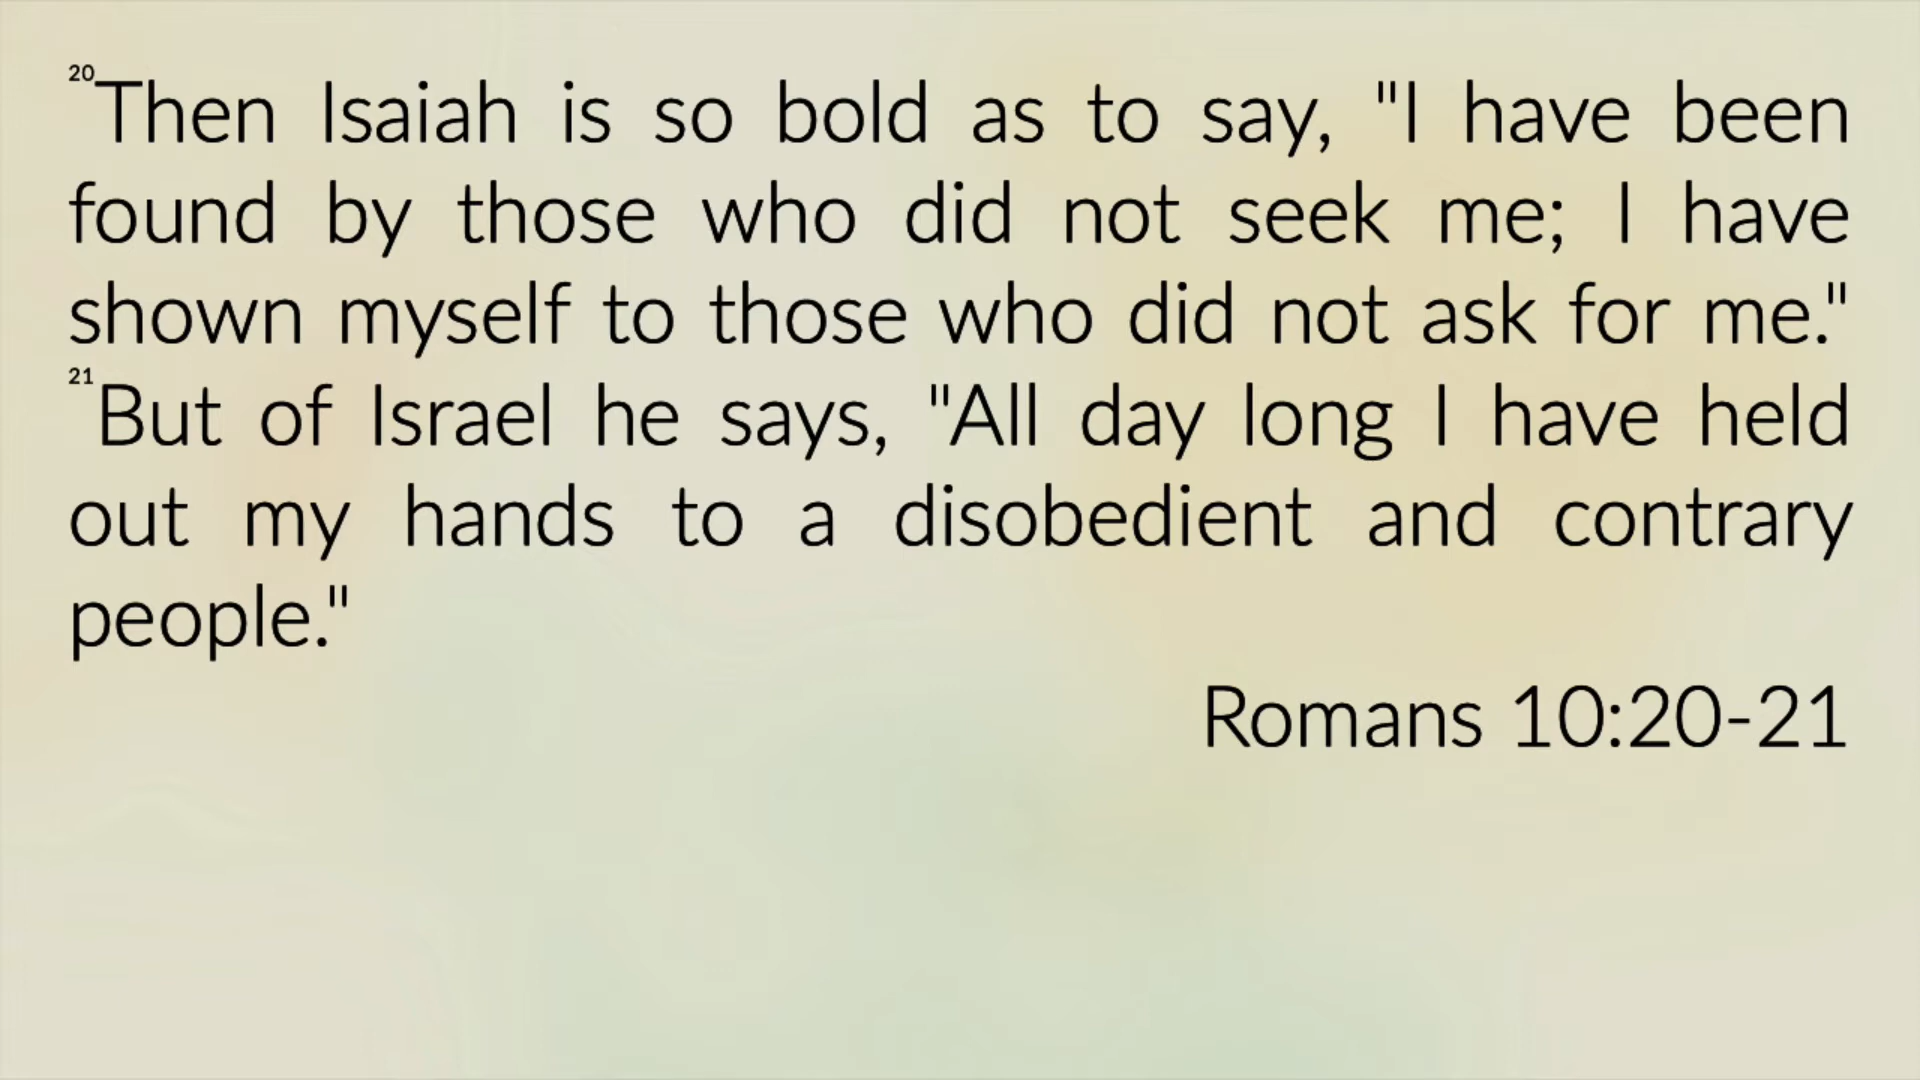 20Then Isaiah is so bold as to say, "I have been
found by those who did not seek me; I have
shown myself to those who did not ask for me."
21But of Israel he says, "All day long I have held
out my hands to a disobedient and contrary
people."
Romans 10:20-21